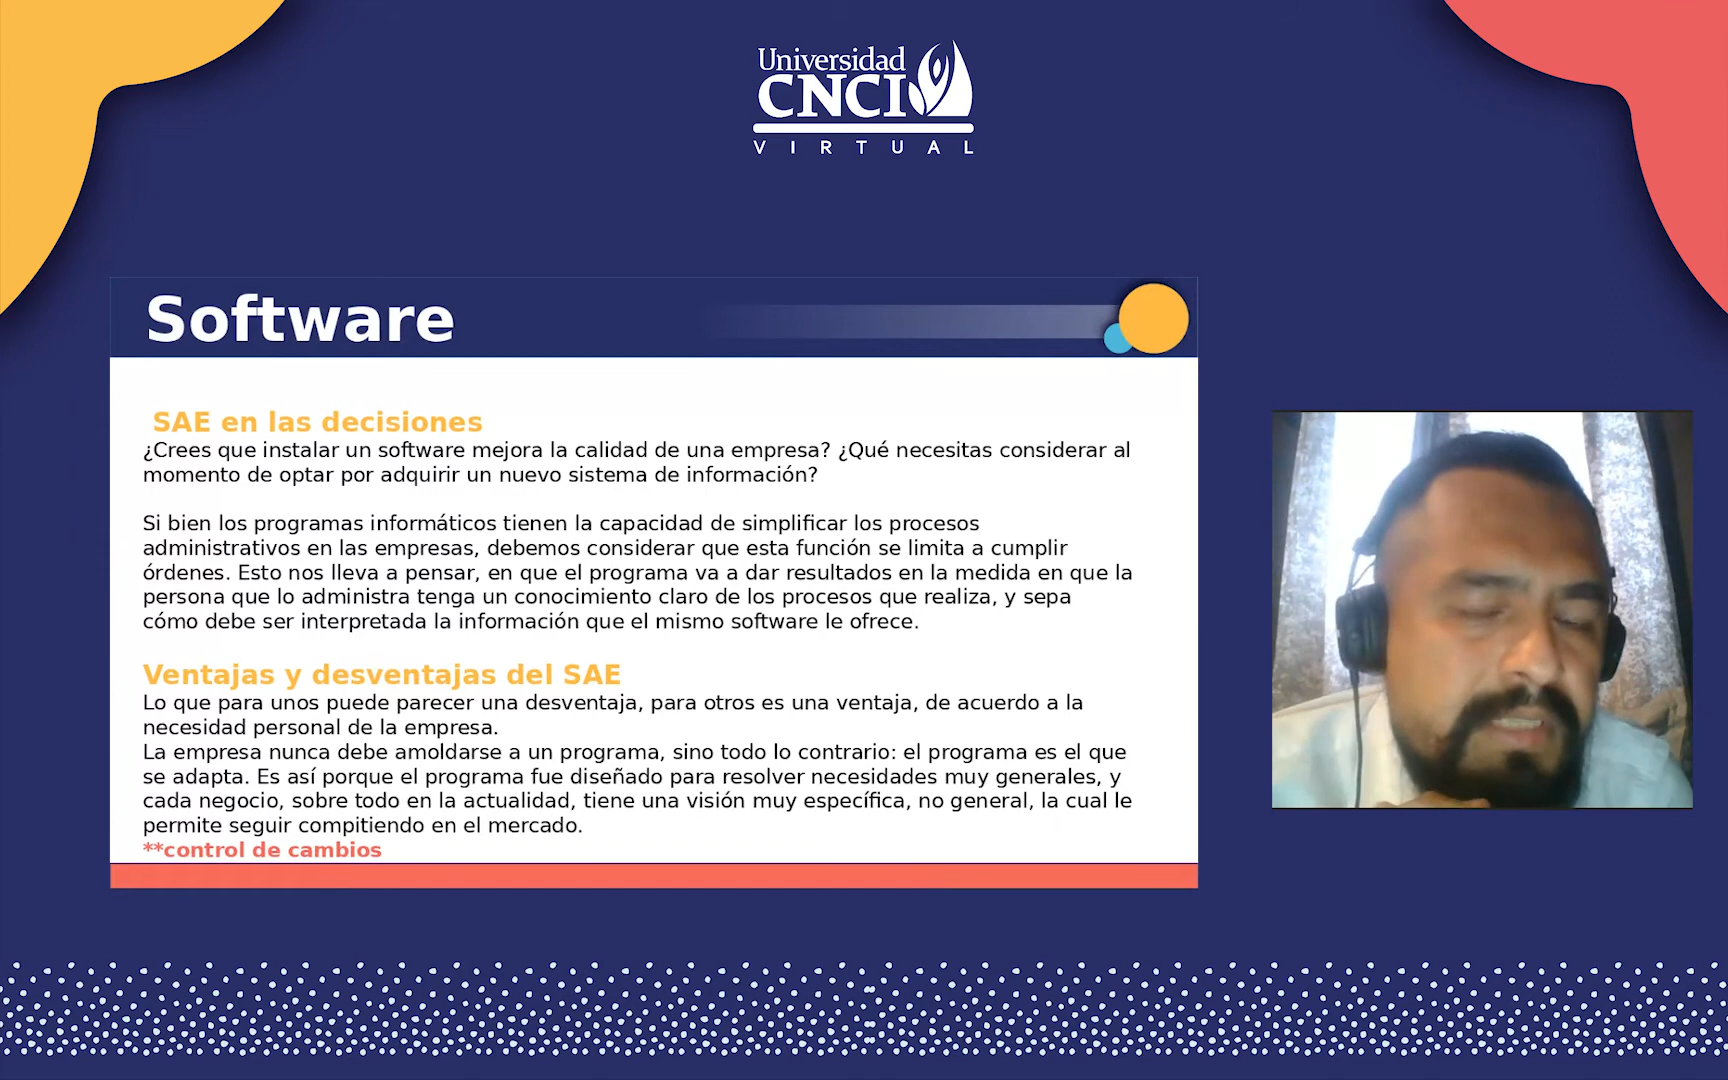 Universidad
CNCI
VIRTUAL
Software
SAE en las decisiones
¿Crees que instalar un software mejora la calidad de una empresa? ¿Qué necesitas considerar al
momento de optar por adquirir un nuevo sistema de información?
Si bien los programas informáticos tienen la capacidad de simplificar los procesos
administrativos en las empresas, debemos considerar que esta función se limita a cumplir
órdenes. Esto nos lleva a pensar, en que el programa va a dar resultados en la medida en que la
persona que lo administra tenga un conocimiento claro de los procesos que realiza, y sepa
cómo debe ser interpretada la información que el mismo software le ofrece.
Ventajas y desventajas del SAE
Lo que para unos puede parecer una desventaja, para otros es una ventaja, de acuerdo a la
necesidad personal de la empresa.
La empresa nunca debe amoldarse a un programa, sino todo lo contrario: el programa es el que
se adapta. Es así porque el programa fue diseñado para resolver necesidades muy generales, y
cada negocio, sobre todo en la actualidad, tiene una visión muy específica, no general, la cual le
permite seguir compitiendo en el mercado.
**control de cambios